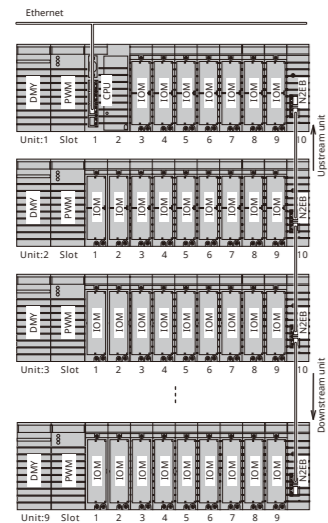 Ethernet
DMY PWM CPU IOM IOM IOM IOM IOM IOM IOM N2EB
Unit:1 Slot 1 2 3 4 5 6 7 8 9 10
Upstream unit
DMY PWM IOM IOM IOM IOM IOM IOM IOM IOM IOM N2EB
Unit:2 Slot 1 2 3 4 5 6 7 8 9 10
DMY PWM IOM IOM IOM IOM IOM IOM IOM IOM IOM N2EB
Unit:3 Slot 1 2 3 4 5 6 7 8 9 10
Downstream unit
DMY PWM IOM IOM IOM IOM IOM IOM IOM IOM IOM N2EB
Unit:9 Slot 1 2 3 4 5 6 7 8 9 10